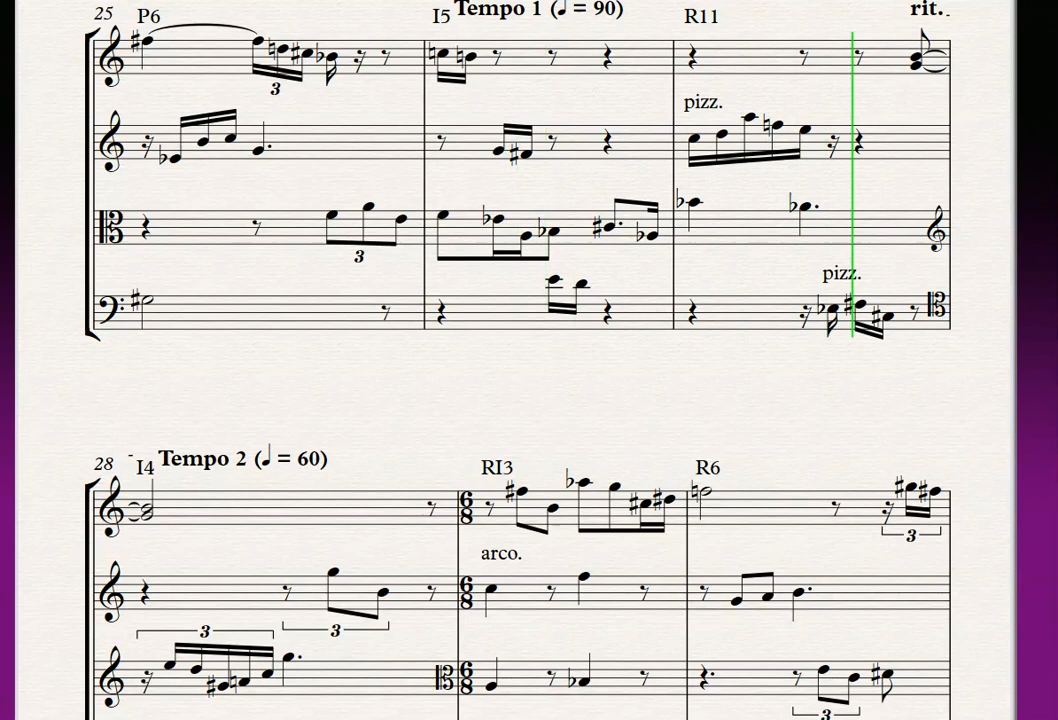 25 P6 I5 Tempo 1 (♩ = 90) R11 rit.
3
pizz.
3
pizz.
28 I4 Tempo 2 (♩ = 60) RI3 R6
6 8
3
arco.
6 8
3
3
6 8
3